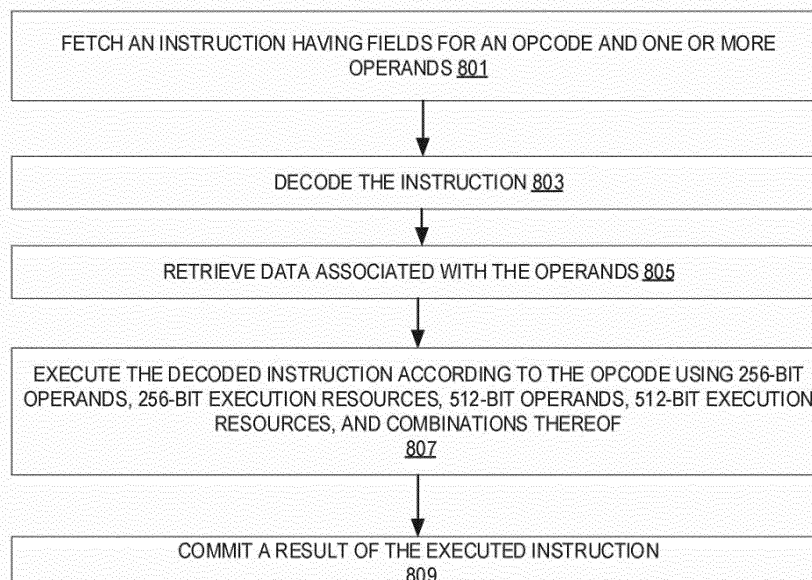 FETCH AN INSTRUCTION HAVING FIELDS FOR AN OPCODE AND ONE OR MORE
OPERANDS 801
DECODE THE INSTRUCTION 803
RETRIEVE DATA ASSOCIATED WITH THE OPERANDS 805
EXECUTE THE DECODED INSTRUCTION ACCORDING TO THE OPCODE USING 256-BIT
OPERANDS, 256-BIT EXECUTION RESOURCES, 512-BIT OPERANDS, 512-BIT EXECUTION
RESOURCES, AND COMBINATIONS THEREOF
807
COMMIT A RESULT OF THE EXECUTED INSTRUCTION
809